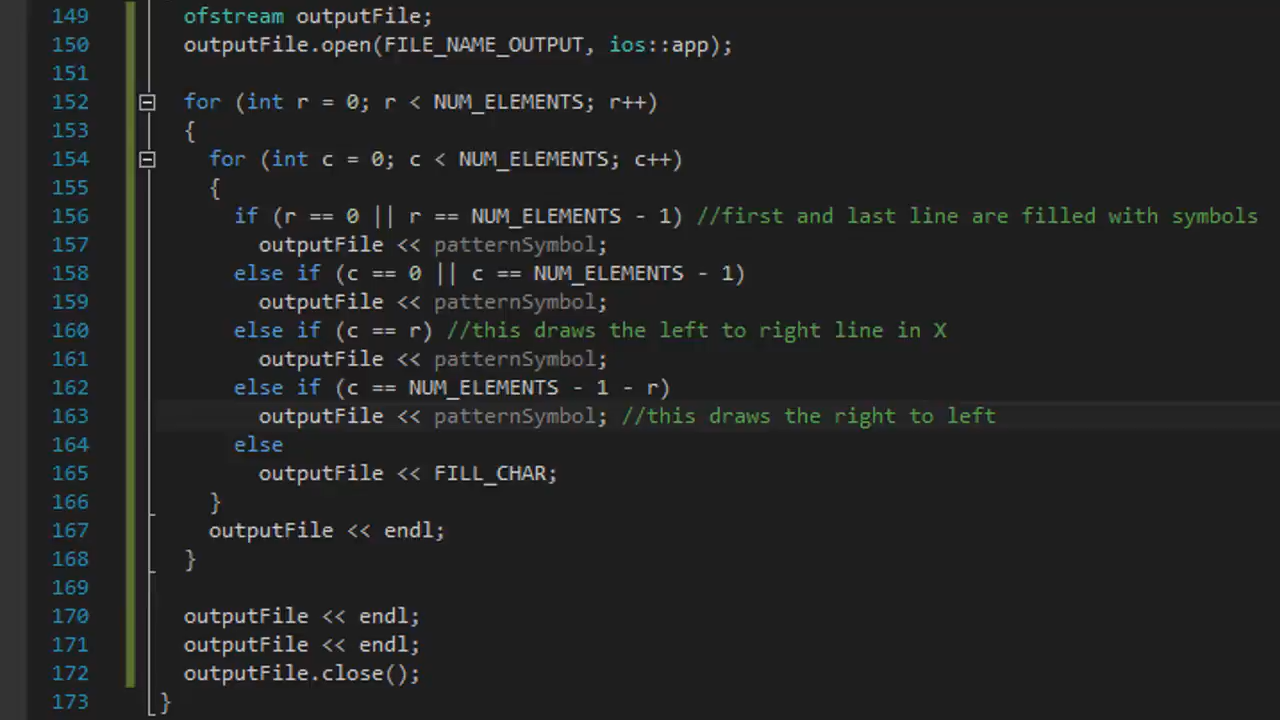 149 ofstream outputFile;
150 outputFile.open(FILE_NAME_OUTPUT, ios::app);
151
152 for (int r = 0; r < NUM_ELEMENTS; r++)
153 {
154 for (int c = 0; c < NUM_ELEMENTS; c++)
155 {
156 if (r == 0 || r == NUM_ELEMENTS - 1) //first and last line are filled with symbols
157 outputFile << patternSymbol;
158 else if (c == 0 || c == NUM_ELEMENTS - 1)
159 outputFile << patternSymbol;
160 else if (c == r) //this draws the left to right line in X
161 outputFile << patternSymbol;
162 else if (c == NUM_ELEMENTS - 1 - r)
163 outputFile << patternSymbol; //this draws the right to left
164 else
165 outputFile << FILL_CHAR;
166 }
167 outputFile << endl;
168 }
169
170 outputFile << endl;
171 outputFile << endl;
172 outputFile.close();
173 }